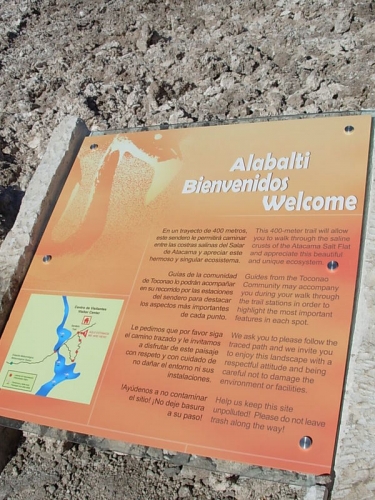 Alabalti
Bienvenidos
Welcome
En un trayecto de 400 metros,
este sendero le permitirá caminar
entre las costras salinas del Salar
de Atacama y apreciar este
hermoso y singular ecosistema.
Guías de la comunidad
de Toconao lo podrán acompañar
en su recorrido por las estaciones
del sendero para destacar
los aspectos más importantes
de cada punto.
Le pedimos que por favor siga
el camino trazado y le invitamos
a disfrutar de este paisaje
con respeto y con cuidado de
no dañar el entorno ni sus
instalaciones.
!Ayúdenos a no contaminar
el sitio! ¡No deje basura
a su paso!
This 400-meter trail will allow
you to walk through the saline
crusts of the Atacama Salt Flat
and appreciate this beautiful
and unique ecosystem.
Guides from the Toconao
Community may accompany
you during your walk through
the trail stations in order to
highlight the most important
features in each spot.
We ask you to please follow the
traced path and we invite you
to enjoy this landscape with a
respectful attitude and being
careful not to damage the
environment or facilities.
Help us keep this site
unpolluted! Please do not leave
trash along the way!
Centro de Visitantes
Visitor Center